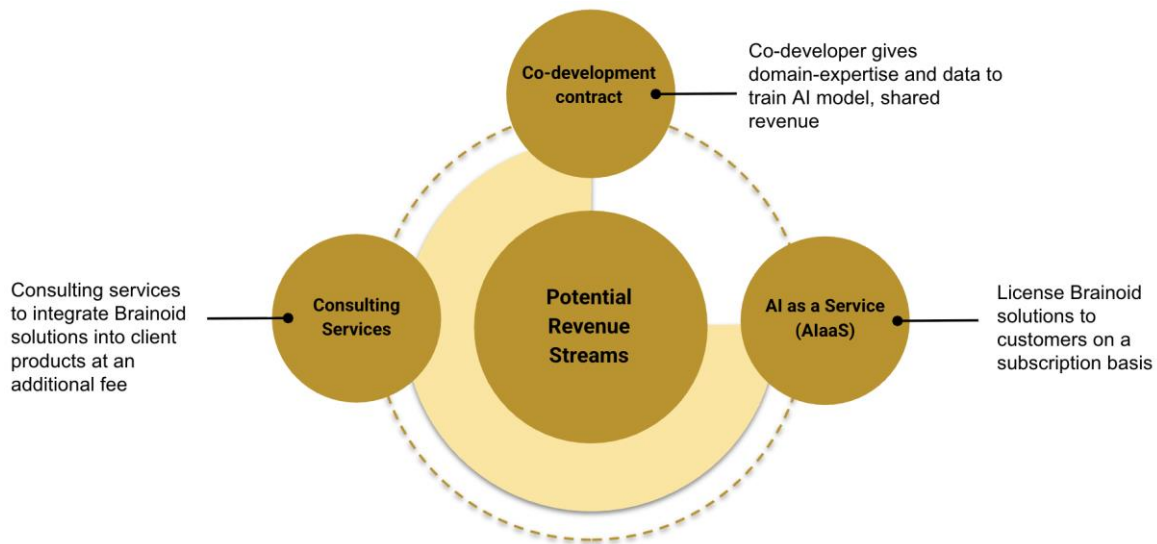 Co-development
contract
Co-developer gives
domain-expertise and data to
train AI model, shared
revenue
Consulting services
to integrate Brainoid
solutions into client
products at an
additional fee
Consulting
Services
Potential
Revenue
Streams
AI as a Service
(AIaaS)
License Brainoid
solutions to
customers on a
subscription basis